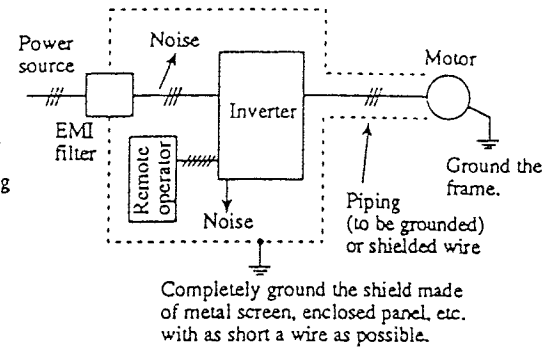 Power
source
Noise
Motor
Inverter
EMI
filter
Remote
operator
g
Ground the
frame.
Noise
Piping
(to be grounded)
or shielded wire
Completely ground the shield made
of metal screen, enclosed panel, etc.
with as short a wire as possible.